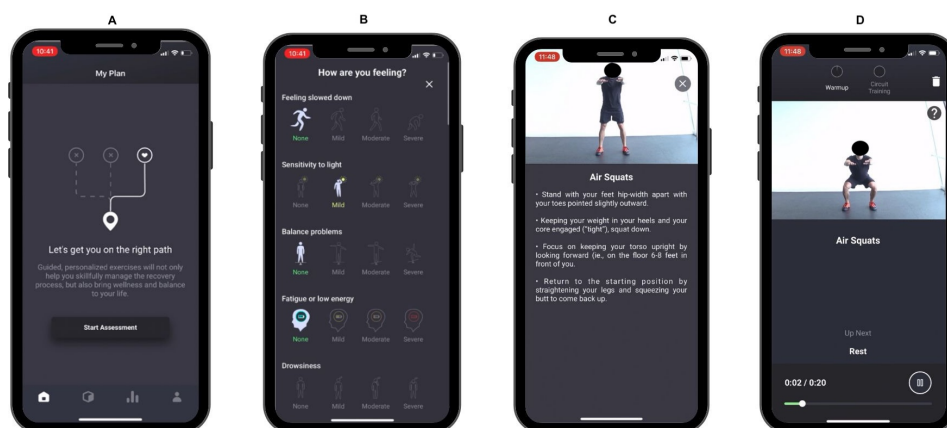 A
10:41
My Plan
Let's get you on the right path
Guided, personalized exercises will not only
help you skillfully manage the recovery
process, but also bring wellness and balance
to your life.
Start Assessment
B
10:41
How are you feeling?
Feeling slowed down
None Mild Moderate Severe
Sensitivity to light
None Mild Moderate Severe
Balance problems
None Mild Moderate Severe
Fatigue or low energy
None Mild Moderate Severe
Drowsiness
None Mild Moderate Severe
C
11:48
Air Squats
• Stand with your feet hip-width apart with
your toes pointed slightly outward.
• Keeping your weight in your heels and your
core engaged ("tight"), squat down.
• Focus on keeping your torso upright by
looking forward (ie., on the floor 6-8 feet in
front of you.
• Return to the starting position by
straightening your legs and squeezing your
butt to come back up.
D
11:48
Warmup
Circuit
Training
?
Air Squats
Up Next
Rest
0:02 / 0:20